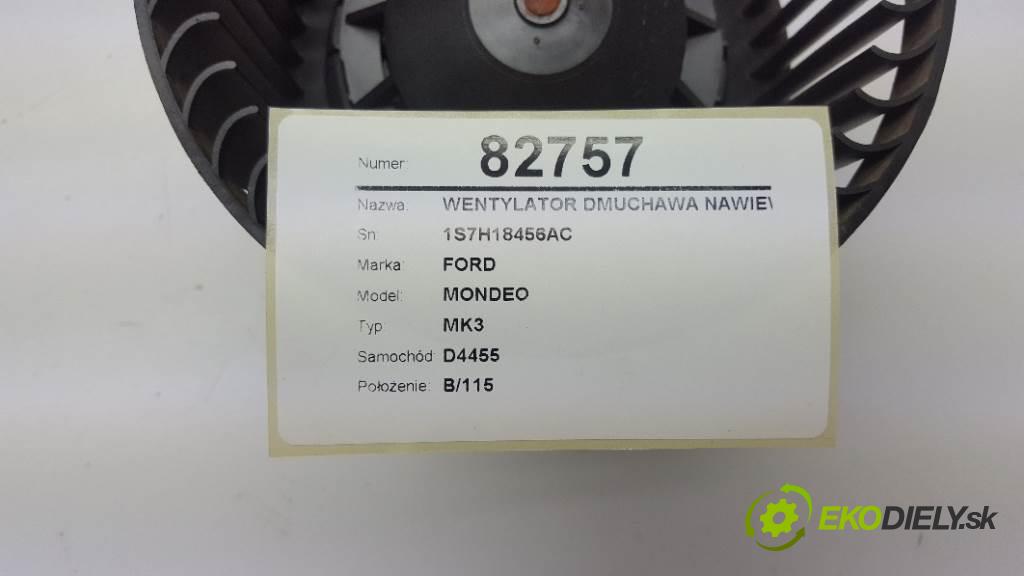 Numer: 82757
Nazwa: WENTYLATOR DMUCHAWA NAWIEW
Sn: 1S7H18456AC
Marka: FORD
Model: MONDEO
Typ: MK3
Samochód: D4455
Położenie: B/115
EKODIELY.sk